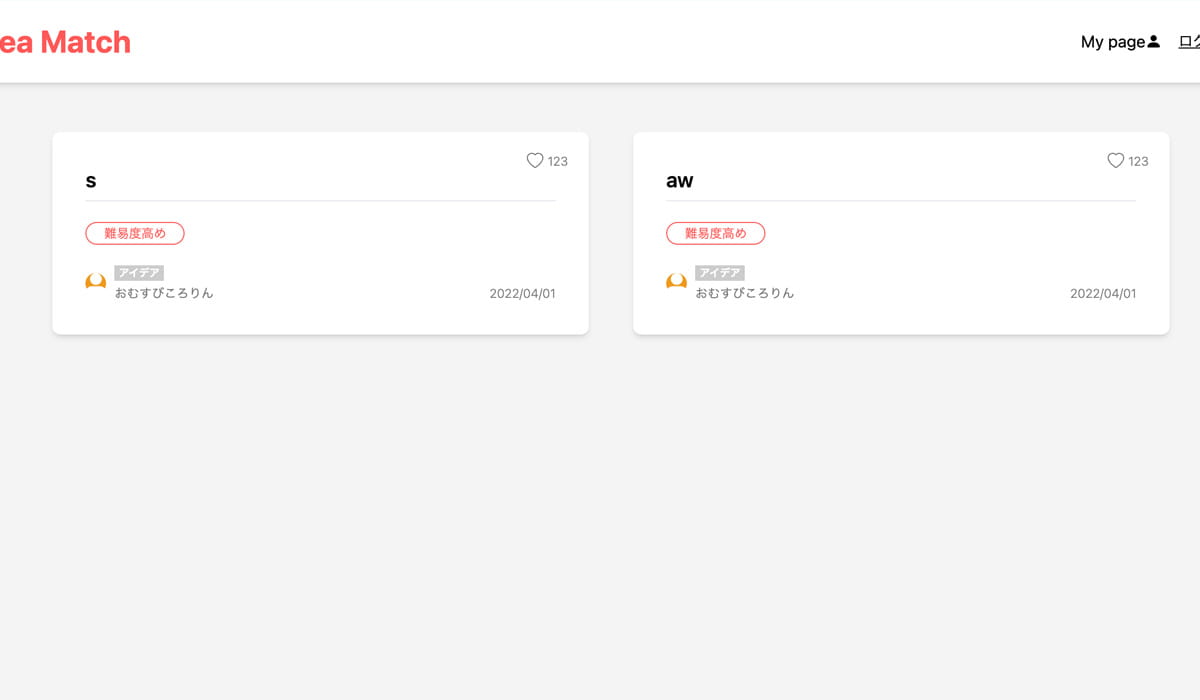 ea Match
My page
ロク
123
s
難易度高め
アイデア
おむすびころりん
2022/04/01
123
aw
難易度高め
アイデア
おむすびころりん
2022/04/01